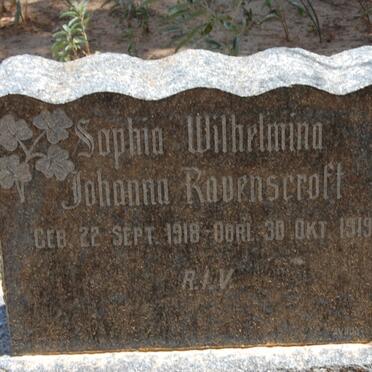 Sophia Wilhelmina
Johanna Ravenscroft
GEB. 22 SEPT. 1918 - OORL. 30 OKT. 1919
R.I.V.